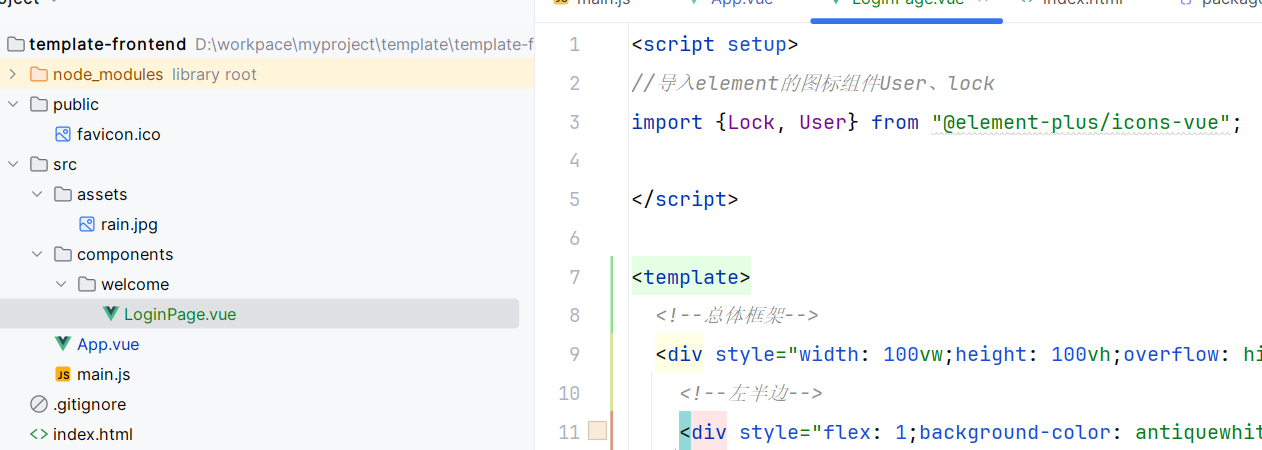 main.js
App.vue
LoginPage.vue
index.html
template-frontend D:\workpace\myproject\template\template-f
node_modules library root
public
favicon.ico
src
assets
rain.jpg
components
welcome
LoginPage.vue
App.vue
JS main.js
.gitignore
index.html
1 <script setup>
2 //导入element的图标组件User、lock
3 import {Lock, User} from "@element-plus/icons-vue";
4
5 </script>
6
7 <template>
8 <!--总体框架-->
9 <div style="width: 100vw;height: 100vh;overflow: hi
10 <!--左半边-->
11 <div style="flex: 1;background-color: antiquewhit